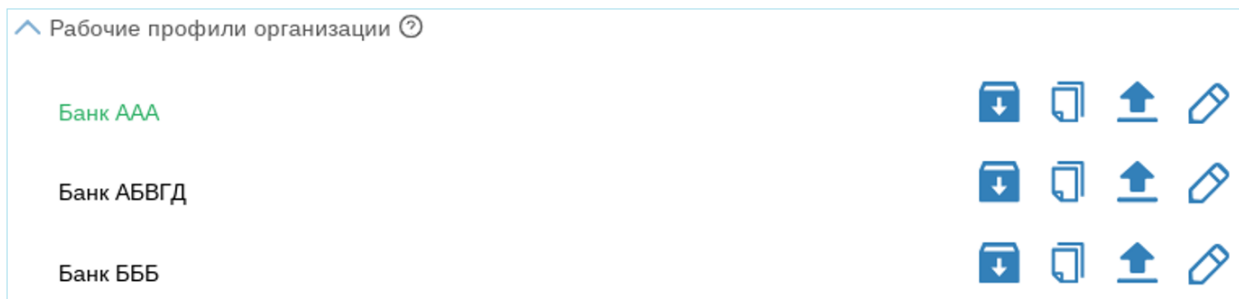 Рабочие профили организации ?
Банк ААА
Банк АБВГД
Банк БББ